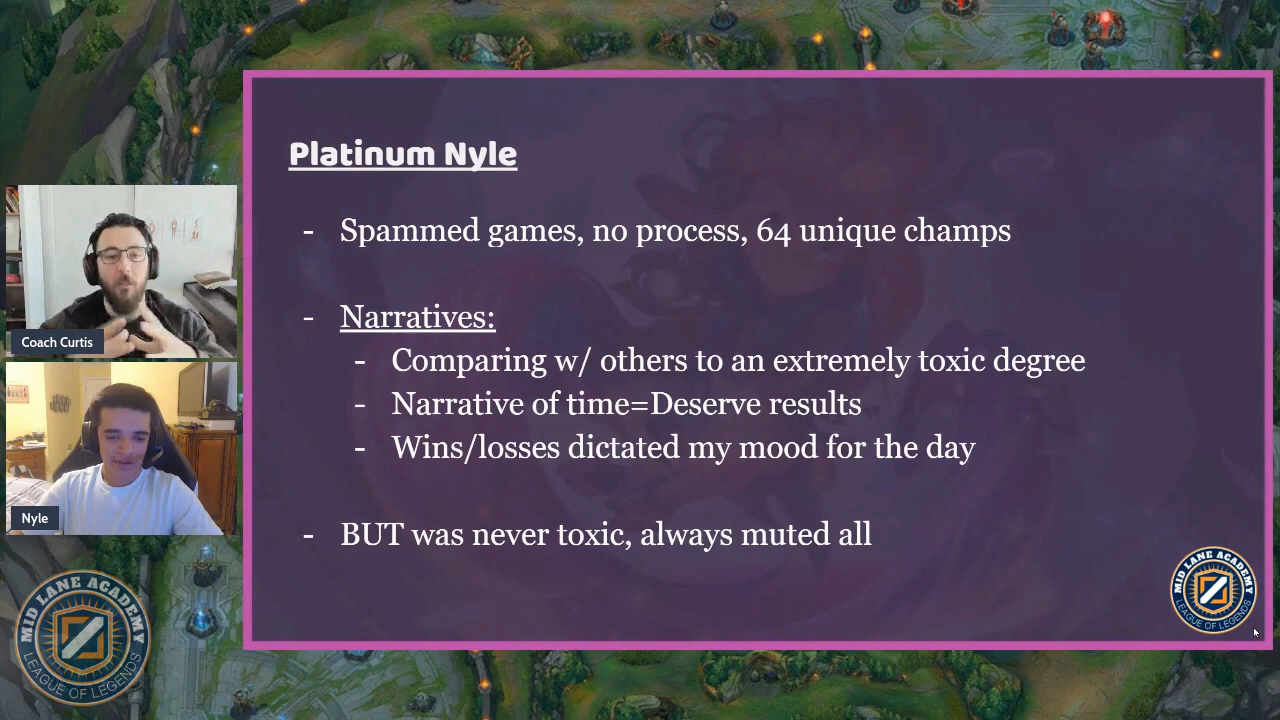 Platinum Nyle
- Spammed games, no process, 64 unique champs
- Narratives:
- Comparing w/ others to an extremely toxic degree
- Narrative of time=Deserve results
- Wins/losses dictated my mood for the day
- BUT was never toxic, always muted all
Coach Curtis
Nyle
MID LANE ACADEMY
LEAGUE OF LEGENDS
MID LANE ACADEMY
LEAGUE OF LEGENDS